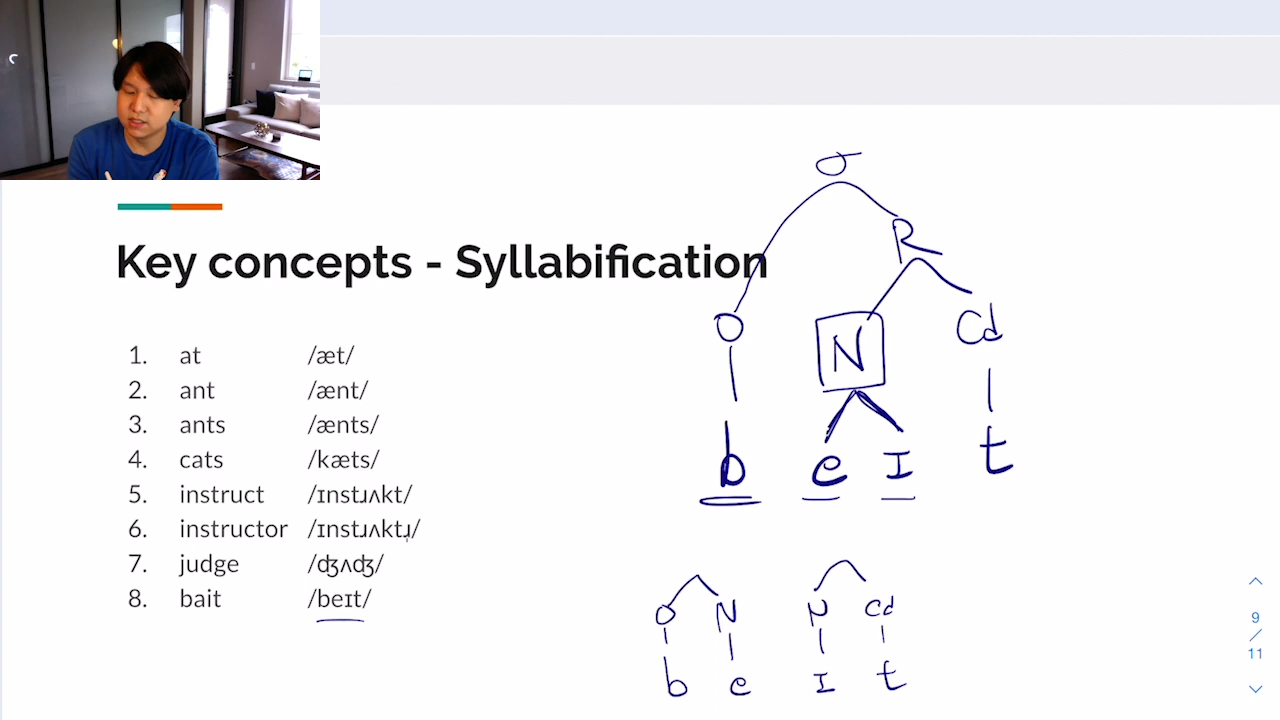 Key concepts - Syllabification
1. at /æt/
2. ant /ænt/
3. ants /ænts/
4. cats /kæts/
5. instruct /ɪnstɹʌkt/
6. instructor /ɪnstɹʌktɹ̩/
7. judge /ʤʌʤ/
8. bait /beɪt/
σ
R
O N Cd
b e I t
O N N Cd
b e I t
9
/
11